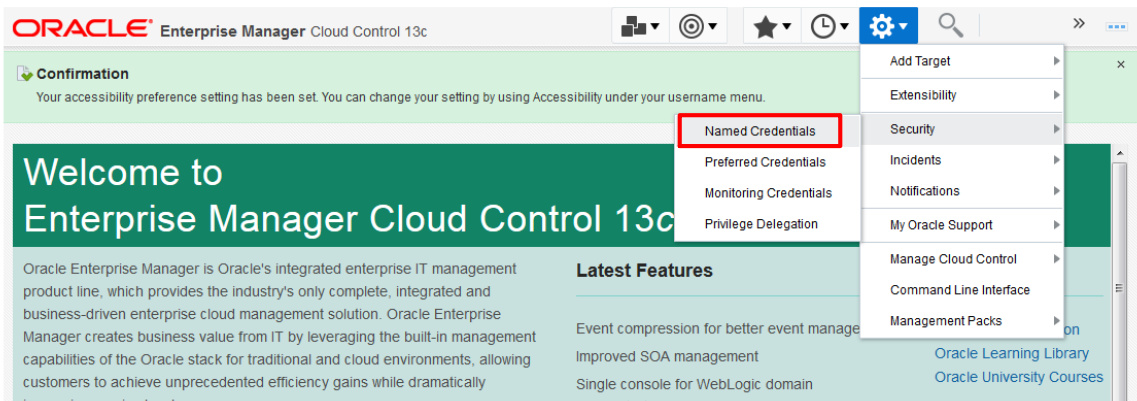 ORACLE Enterprise Manager Cloud Control 13c
Confirmation
Your accessibility preference setting has been set. You can change your setting by using Accessibility under your username menu.
Add Target
Extensibility
Security
Incidents
Notifications
My Oracle Support
Manage Cloud Control
Command Line Interface
Management Packs
Named Credentials
Preferred Credentials
Monitoring Credentials
Privilege Delegation
Welcome to
Enterprise Manager Cloud Control 13c
Oracle Enterprise Manager is Oracle's integrated enterprise IT management
product line, which provides the industry's only complete, integrated and
business-driven enterprise cloud management solution. Oracle Enterprise
Manager creates business value from IT by leveraging the built-in management
capabilities of the Oracle stack for traditional and cloud environments, allowing
customers to achieve unprecedented efficiency gains while dramatically
Latest Features
Event compression for better event manage
Improved SOA management
Single console for WebLogic domain
on
Oracle Learning Library
Oracle University Courses